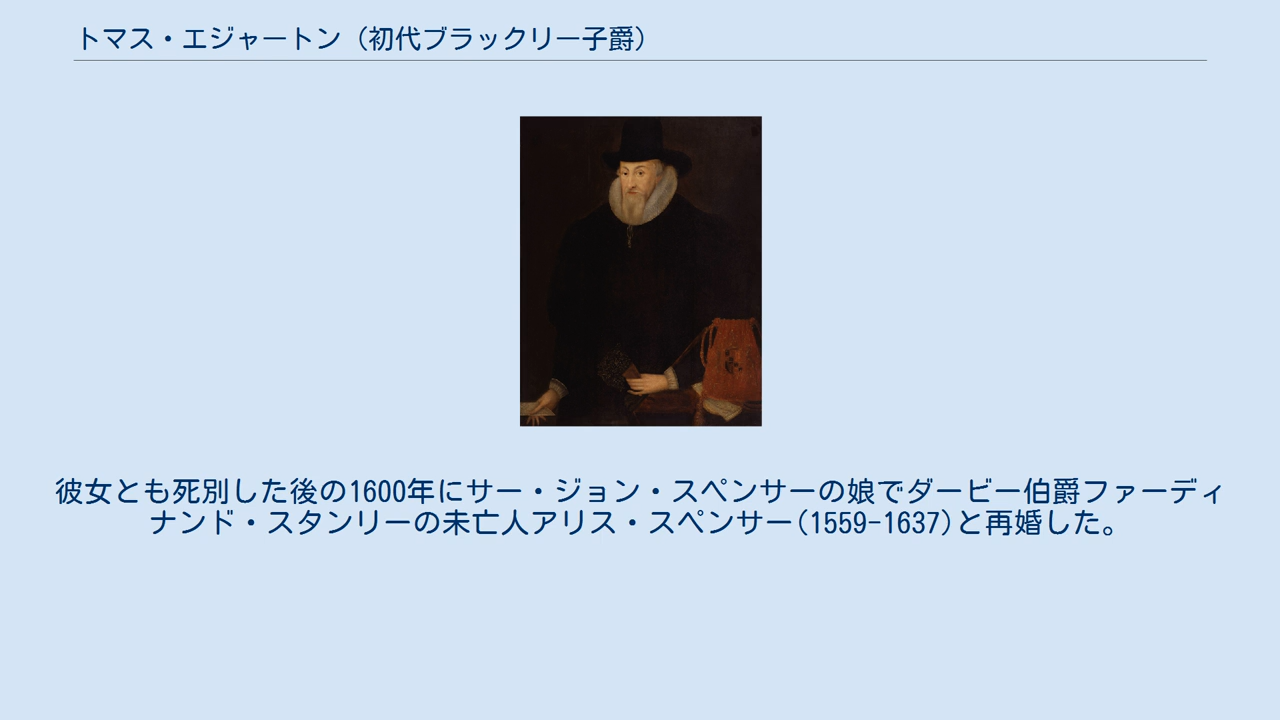 トマス・エジャートン（初代ブラックリー子爵）
彼女とも死別した後の1600年にサー・ジョン・スペンサーの娘でダービー伯爵ファーディ
ナンド・スタンリーの未亡人アリス・スペンサー(1559-1637)と再婚した。